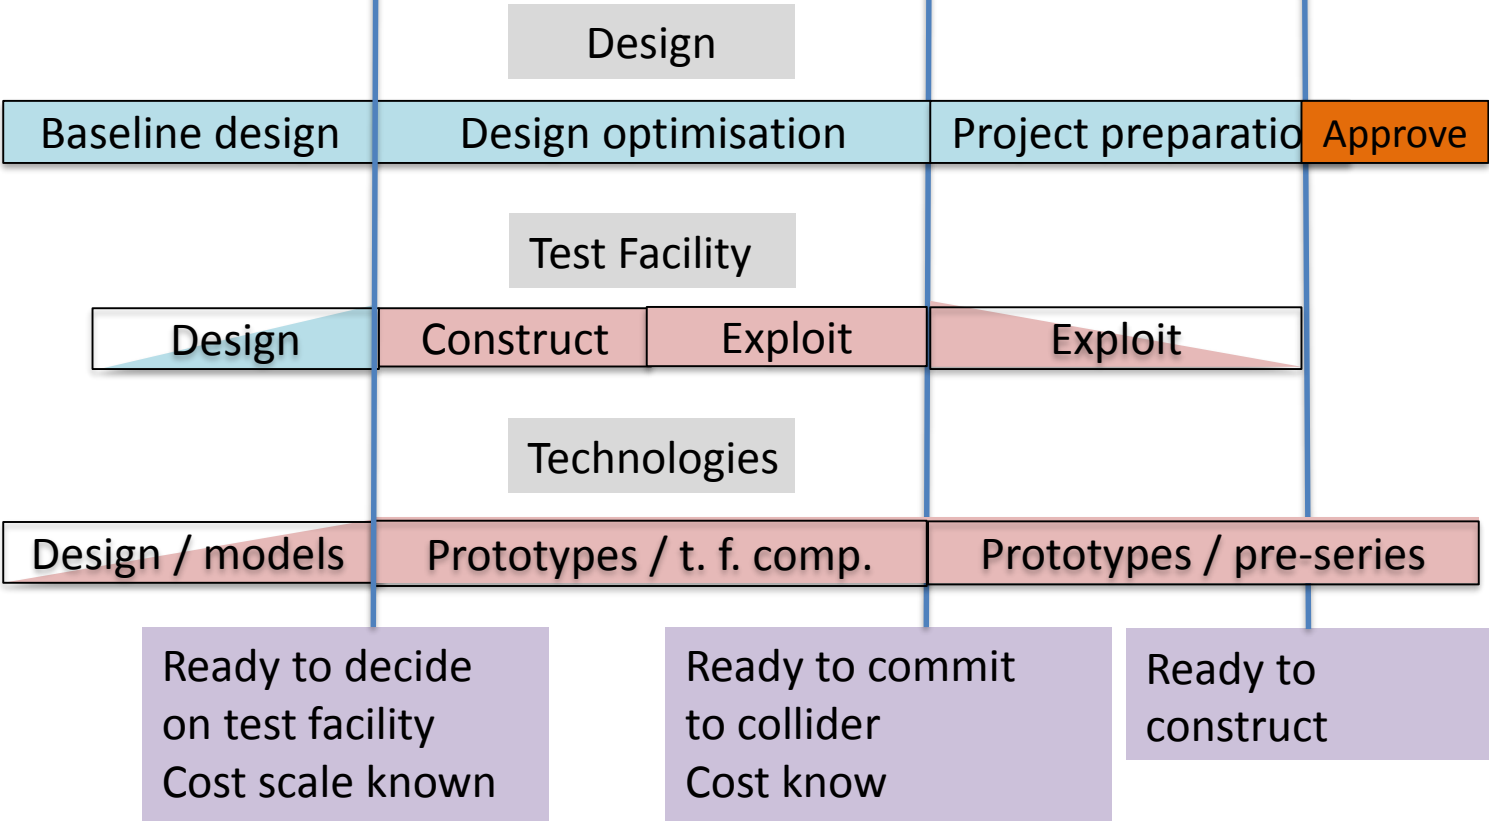 Design
Baseline design
Design optimisation
Project preparatio
Approve
Test Facility
Design
Construct
Exploit
Exploit
Technologies
Design / models
Prototypes / t. f. comp.
Prototypes / pre-series
Ready to decide
on test facility
Cost scale known
Ready to commit
to collider
Cost know
Ready to
construct